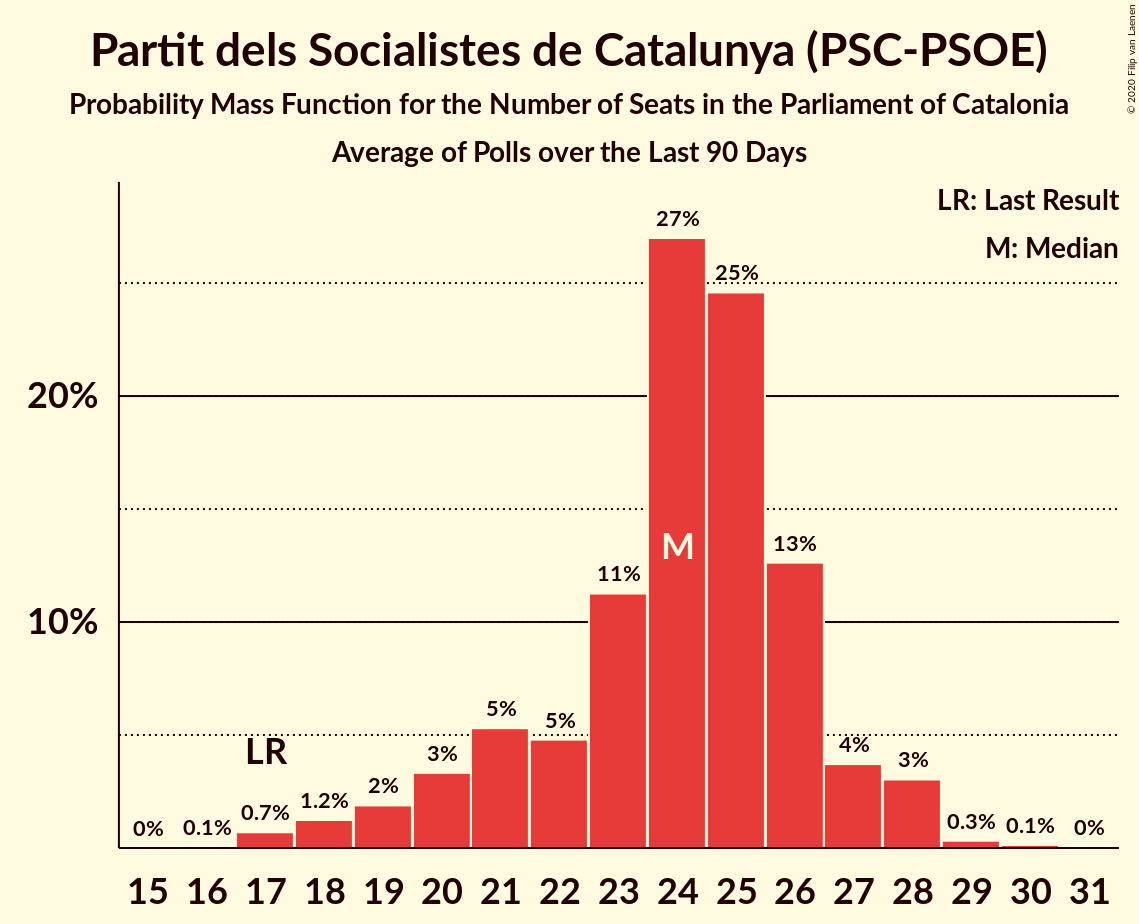 Partit dels Socialistes de Catalunya (PSC-PSOE)
Probability Mass Function for the Number of Seats in the Parliament of Catalonia
Average of Polls over the Last 90 Days
© 2020 Filip van Laenen
LR: Last Result
M: Median
20%
10%
0%
0.1%
0.7%
1.2%
2%
3%
5%
5%
11%
27%
25%
13%
4%
3%
0.3%
0.1%
0%
LR
M
15 16 17 18 19 20 21 22 23 24 25 26 27 28 29 30 31